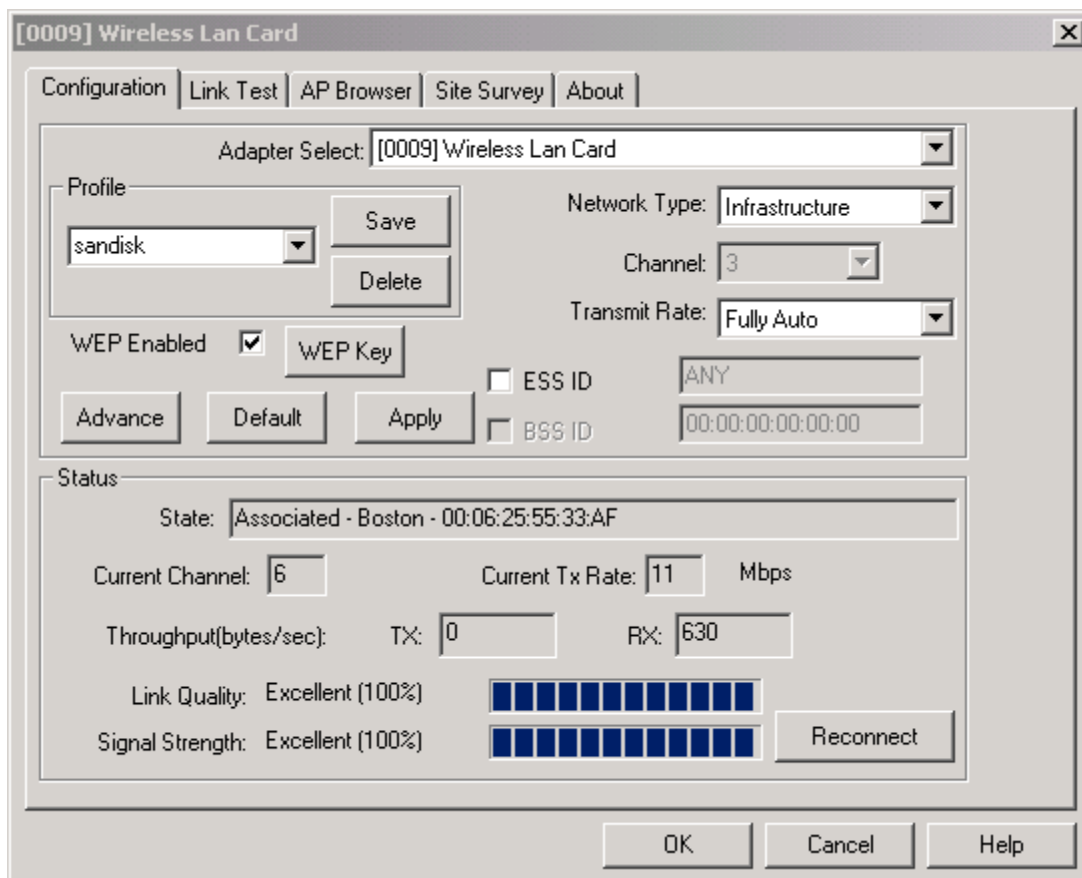 [0009] Wireless Lan Card
Configuration Link Test AP Browser Site Survey About
Adapter Select: [0009] Wireless Lan Card
Profile
sandisk
Save
Delete
Network Type: Infrastructure
Channel: 3
Transmit Rate: Fully Auto
WEP Enabled WEP Key
ESS ID ANY
Advance Default Apply
BSS ID 00:00:00:00:00:00
Status
State: Associated - Boston - 00:06:25:55:33:AF
Current Channel: 6 Current Tx Rate: 11 Mbps
Throughput(bytes/sec): TX: 0 RX: 630
Link Quality: Excellent (100%)
Signal Strength: Excellent (100%)
Reconnect
OK Cancel Help